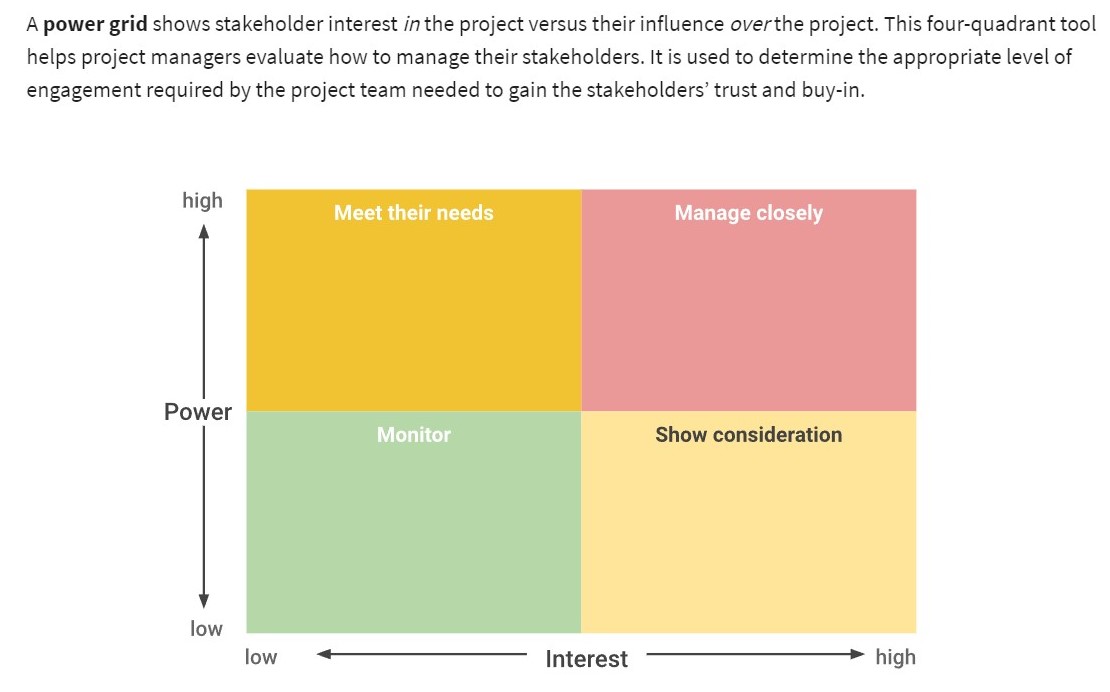 A power grid shows stakeholder interest in the project versus their influence over the project. This four-quadrant tool
helps project managers evaluate how to manage their stakeholders. It is used to determine the appropriate level of
engagement required by the project team needed to gain the stakeholders’ trust and buy-in.
high
Meet their needs
Manage closely
Power
Monitor
Show consideration
low
low
Interest
high